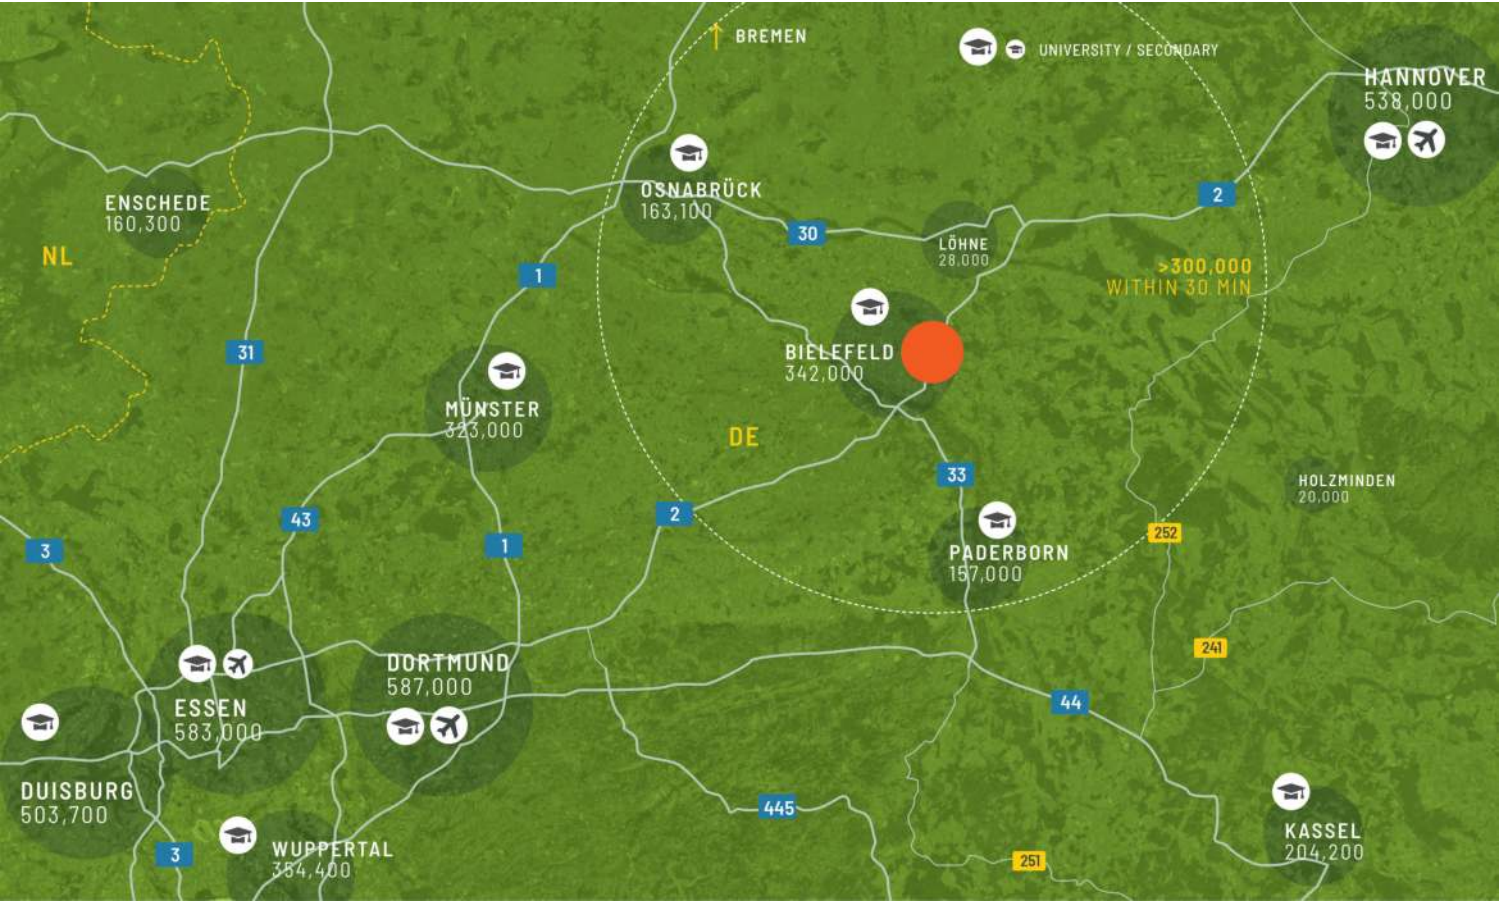 BREMEN
UNIVERSITY / SECONDARY
HANNOVER
538,000
OSNABRÜCK
163,100
ENSCHEDE
160,300
2
30
LÖHNE
28,000
NL
1
>300,000
WITHIN 30 MIN
31
BIELEFELD
342,000
MÜNSTER
323,000
DE
33
HOLZMINDEN
20,000
43
2
3
1
252
PADERBORN
157,000
241
DORTMUND
587,000
ESSEN
583,000
44
DUISBURG
503,700
445
KASSEL
204,200
WUPPERTAL
354,400
3
251